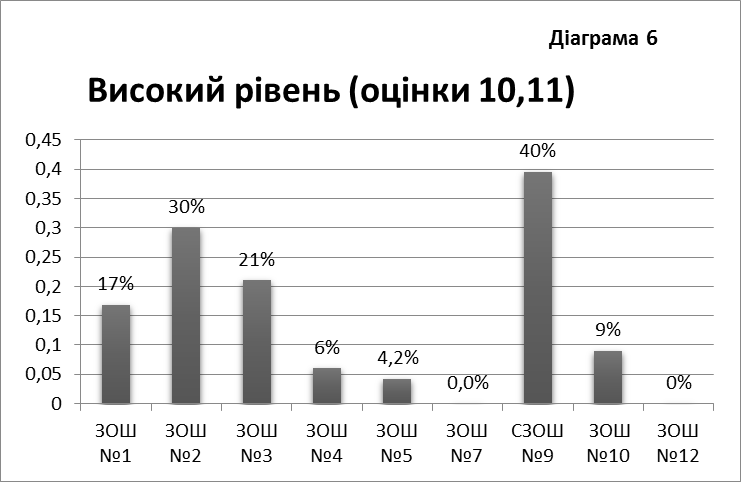 Діаграма 6
Високий рівень (оцінки 10,11)
0,45
0,4
0,35
0,3
0,25
0,2
0,15
0,1
0,05
0
17%
30%
21%
6%
4,2%
0,0%
40%
9%
0%
ЗОШ №1
ЗОШ №2
ЗОШ №3
ЗОШ №4
ЗОШ №5
ЗОШ №7
СЗОШ №9
ЗОШ №10
ЗОШ №12